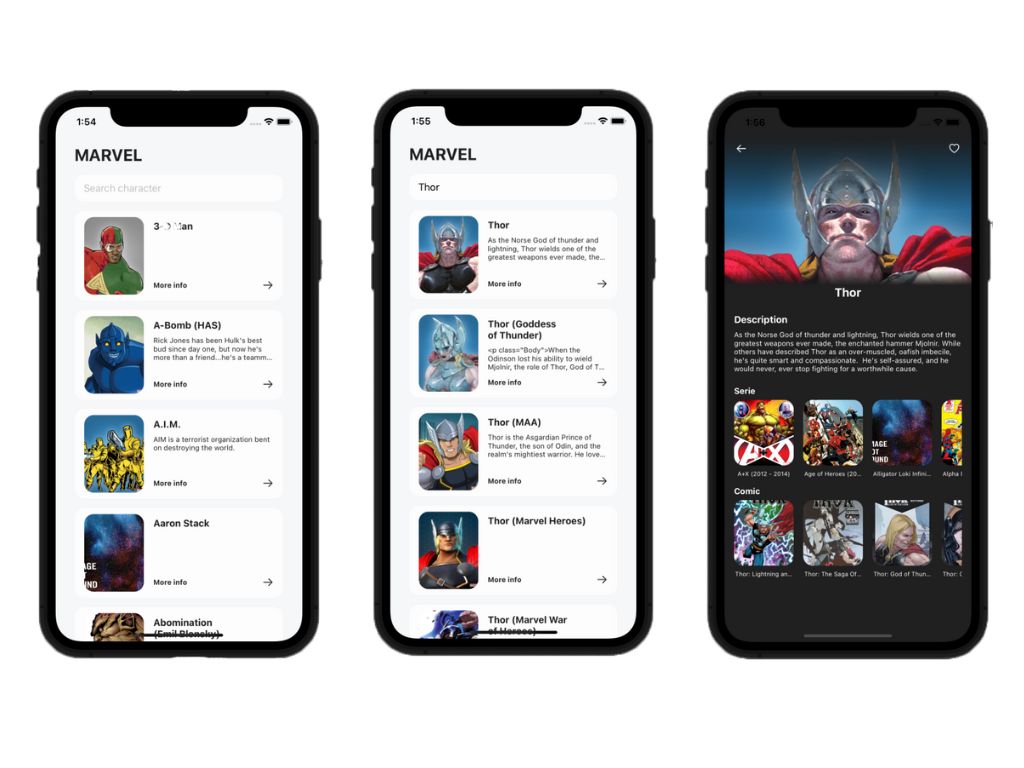 1:54
MARVEL
Search character
3- Man
More info
A-Bomb (HAS)
Rick Jones has been Hulk's best
bud since day one, but now he's
more than a friend...he's a teamm...
More info
A.I.M.
AIM is a terrorist organization bent
on destroying the world.
More info
Aaron Stack
AGE
OT
UND
More info
Abomination
(Emil Blonsky)
1:55
MARVEL
Thor
Thor
As the Norse God of thunder and
lightning, Thor wields one of the
greatest weapons ever made, the...
More info
Thor (Goddess
of Thunder)
<p class="Body">When the
Odinson lost his ability to wield
Mjolnir, the role of Thor, God of T...
More info
Thor (MAA)
Thor is the Asgardian Prince of
Thunder, the son of Odin, and the
realm's mightiest warrior. He love...
More info
Thor (Marvel Heroes)
More info
Thor (Marvel War
of Heroes)
1:56
Thor
Description
As the Norse God of thunder and lightning, Thor wields one of the
greatest weapons ever made, the enchanted hammer Mjolnir. While
others have described Thor as an over-muscled, oafish imbecile,
he's quite smart and compassionate. He's self-assured, and he
would never, ever stop fighting for a worthwhile cause.
Serie
A+X
MAGE
OT
OUND
A+X (2012 - 2014)
Age of Heroes (20...
Alligator Loki Infini...
Alpha
Comic
Thor: Lightning an...
Thor: The Saga Of...
Thor: God of Thun...
Thor: